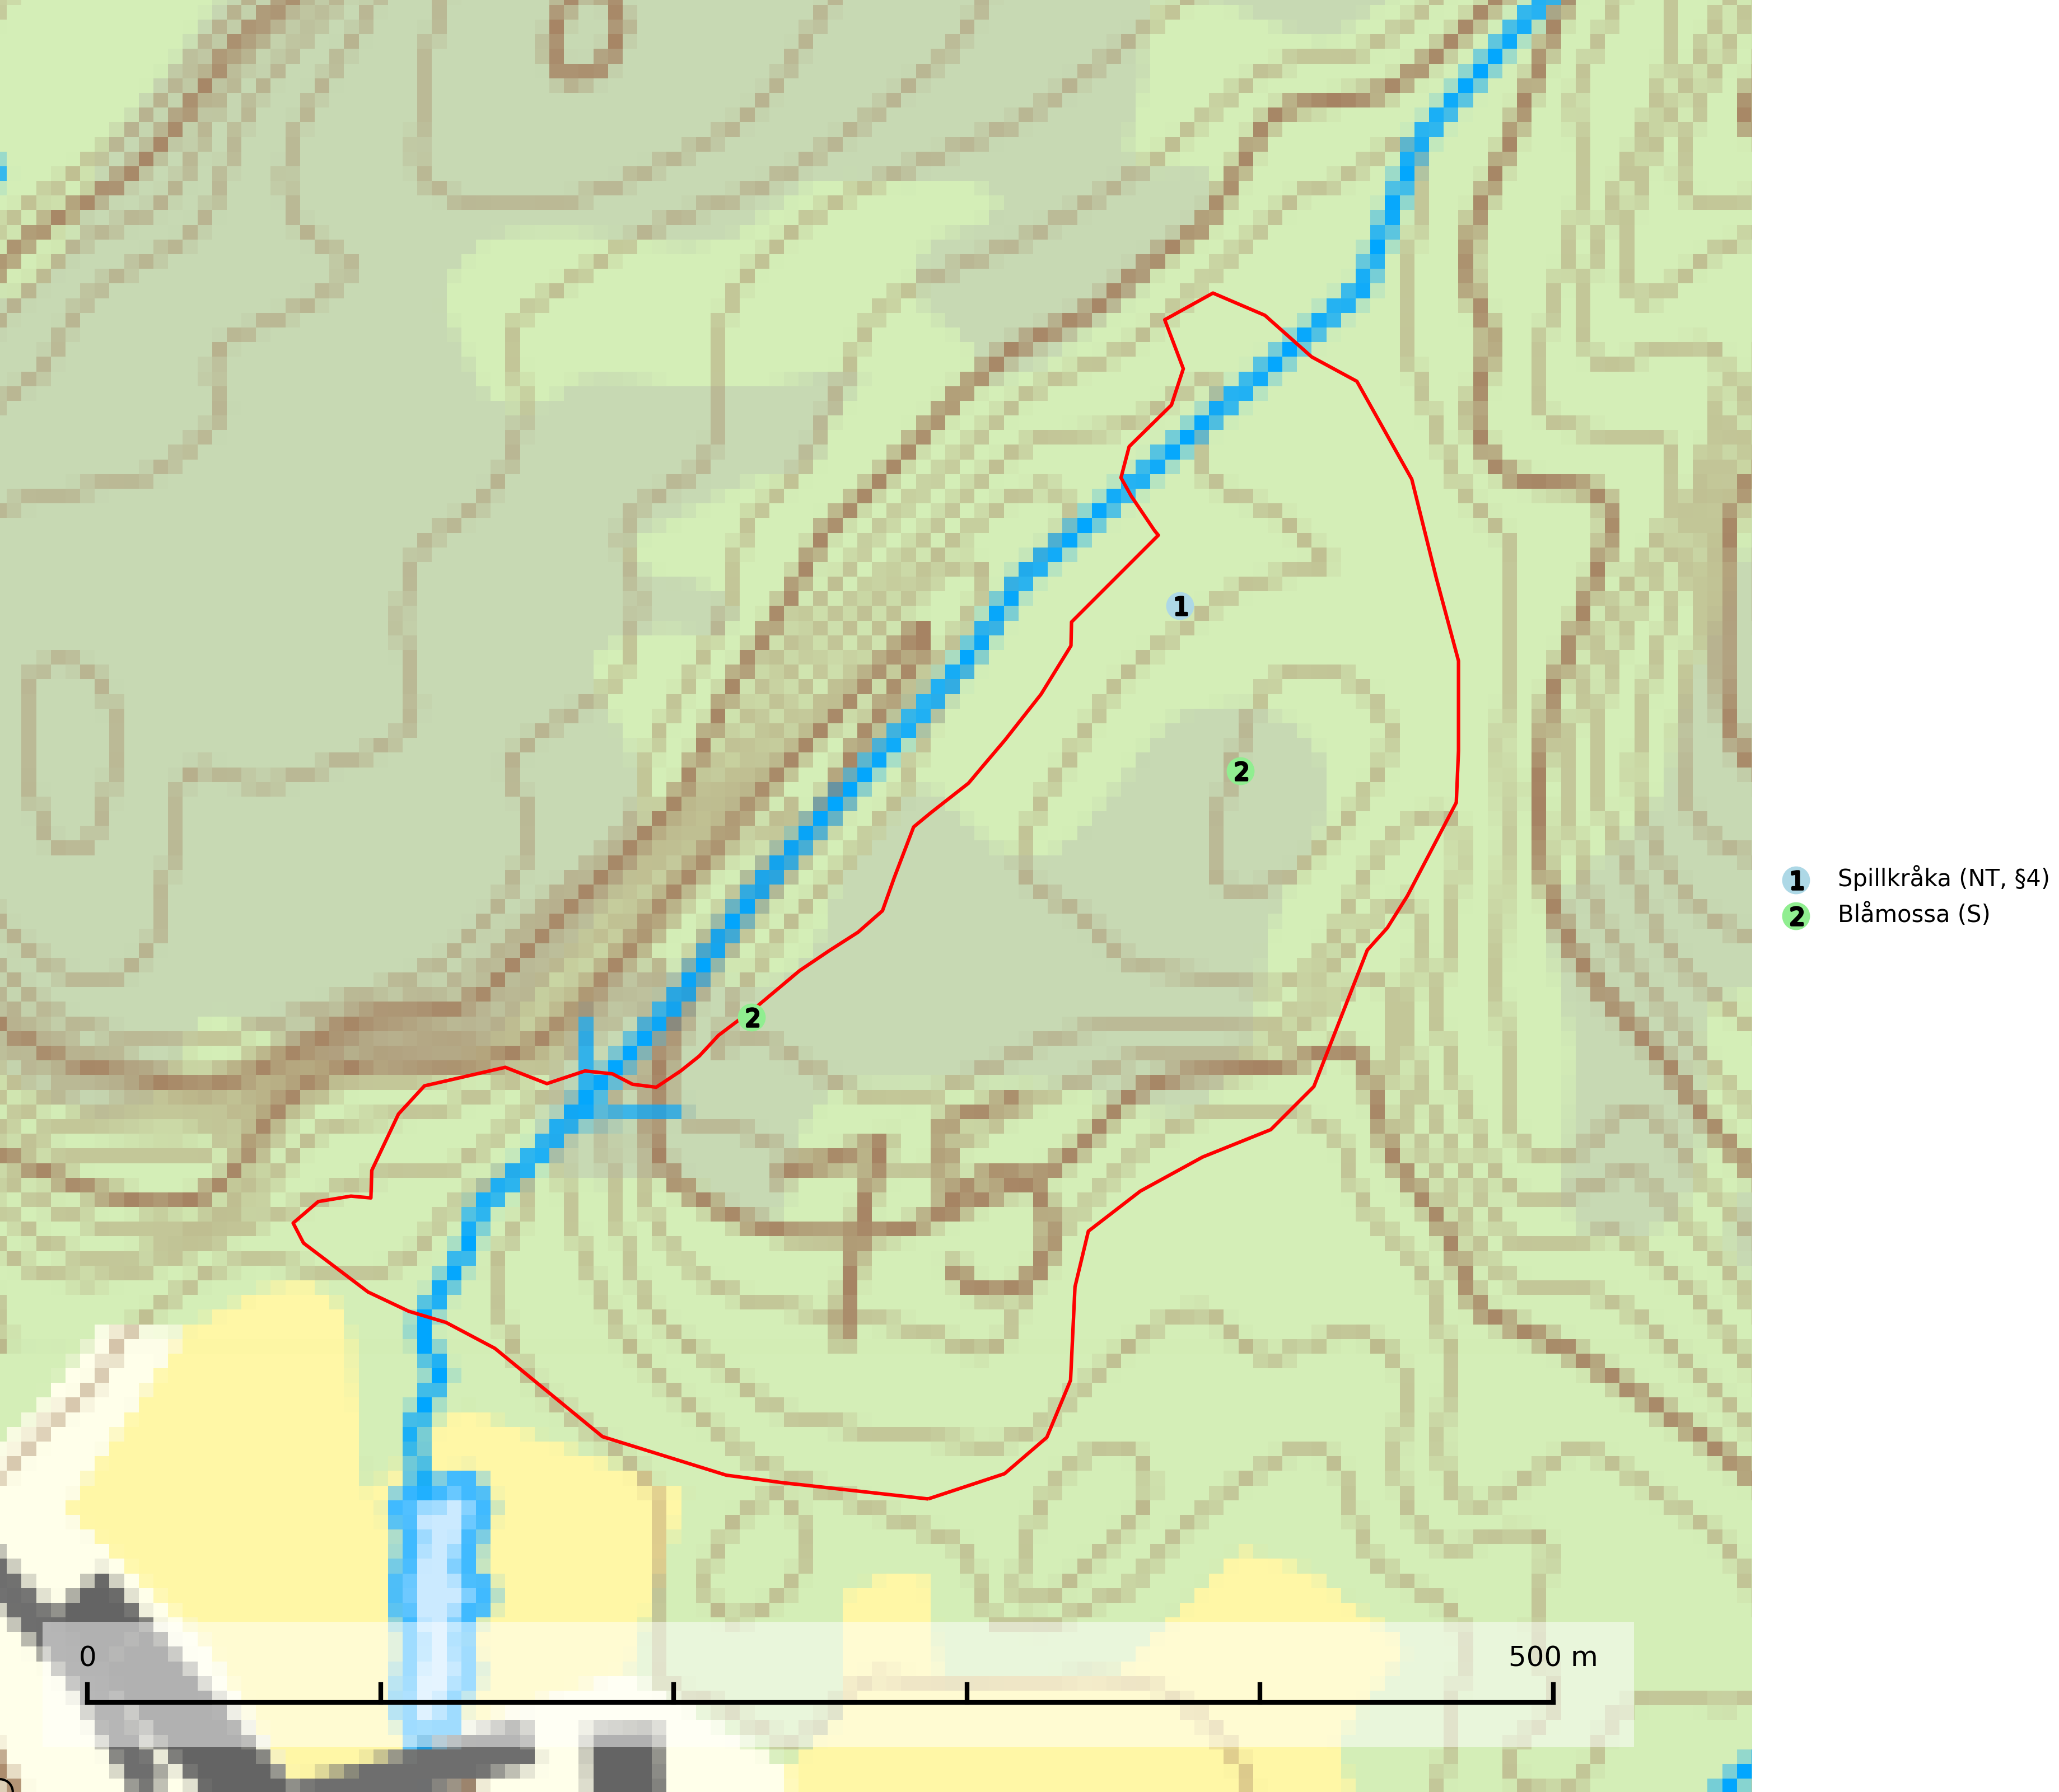 1
2
2
1 Spillkråka (NT, §4)
2 Blåmossa (S)
0 500 m